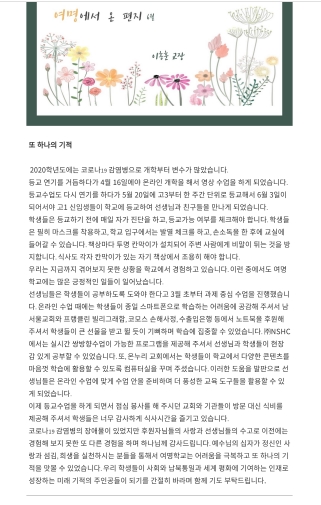 여명에서 온 편지
이흥훈 교장
또 하나의 기적
2020학년도에는 코로나19 감염병으로 개학부터 변수가 많았습니다.
등교 연기를 거듭하다가 4월 16일에야 온라인 개학을 해서 영상 수업을 하게 되었습니다.
등교수업도 다시 연기를 하다가 5월 20일에 고3부터 한 주간 단위로 등교해서 6월 3일이
되어서야 고1 신입생들이 학교에 등교하여 선생님과 친구들을 만나게 되었습니다.
학생들은 등교하기 전에 매일 자가 진단을 하고, 등교가능 여부를 체크해야 합니다. 학생들
은 필히 마스크를 착용하고, 학교 입구에서는 발열 체크를 하고, 손소독을 한 후에 교실에
들어갈 수 있습니다. 책상마다 투명 칸막이가 설치되어 주변 사람에게 비말이 튀는 것을 방
지합니다. 식사도 각자 칸막이가 있는 자기 책상에서 조용히 해야 합니다.
우리는 지금까지 겪어보지 못한 상황을 학교에서 경험하고 있습니다. 이런 중에서도 여명
학교에는 많은 긍정적인 일들이 일어났습니다.
선생님들은 학생들이 공부하도록 도와야 한다고 3월 초부터 과제 중심 수업을 진행했습니
다. 온라인 수업 때에는 학생들이 종일 스마트폰으로 학습하는 어려움에 공감해 주셔서 남
서울교회와 프랭클린 빌리그래함, 코모스 손해사정, 수출입은행 등에서 노트북을 후원해
주셔서 학생들이 큰 선물을 받고 뛸 듯이 기뻐하며 학습에 집중할 수 있었습니다. ㈜NSHC
에서는 실시간 쌍방향수업이 가능한 프로그램을 제공해 주셔서 선생님과 학생들이 현장
감 있게 공부할 수 있었습니다. 또, 온누리 교회에서는 학생들이 학교에서 다양한 콘텐츠를
마음껏 학습에 활용할 수 있도록 컴퓨터실을 꾸며 주셨습니다. 이러한 도움을 발판으로 선
생님들은 온라인 수업에 맞게 수업 안을 준비하며 더 풍성한 교육 도구들을 활용할 수 있
게 되었습니다.
이제 등교수업을 하게 되면서 점심 봉사를 해 주시던 교회와 기관들이 방문 대신 식비를
제공해 주셔서 학생들은 너무 감사하게 식사시간을 즐기고 있습니다.
코로나19 감염병의 장애물이 있었지만 후원자님들의 사랑과 선생님들의 수고로 이전에는
경험해 보지 못한 또 다른 경험을 하며 하나님께 감사드립니다. 예수님의 십자가 정신인 사
랑과 섬김, 희생을 실천하시는 분들을 통해서 여명학교는 어려움을 극복하고 또 하나의 기
적을 맛볼 수 있었습니다. 우리 학생들이 사회와 남북통일과 세계 평화에 기여하는 인재로
성장하는 미래 기적의 주인공들이 되기를 간절히 바라며 함께 기도 부탁드립니다.